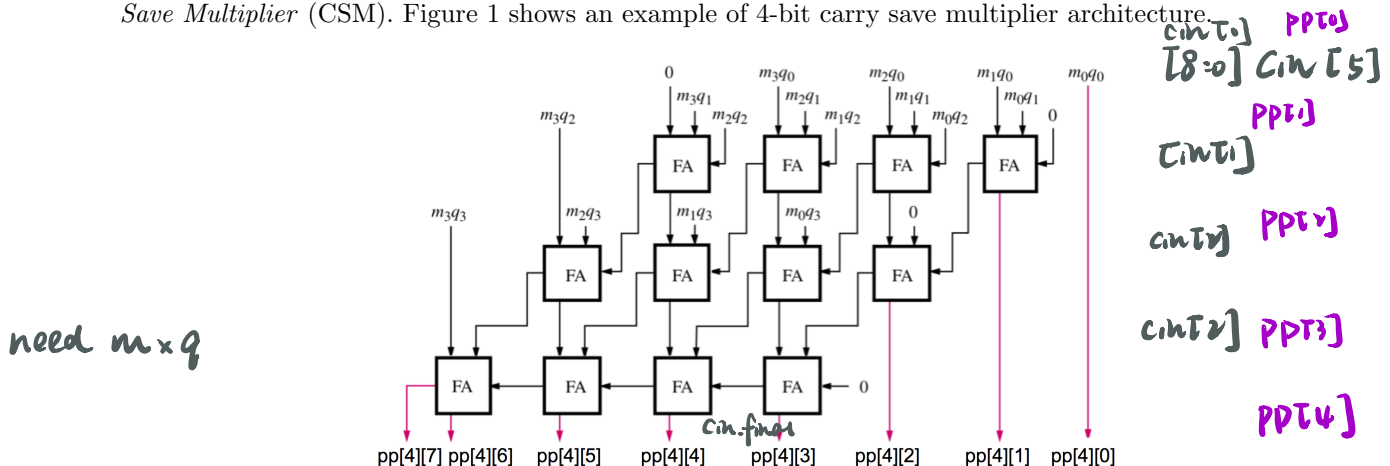 Save Multiplier (CSM). Figure 1 shows an example of 4-bit carry save multiplier architecture.
cin[0] pp[0]
[8:0] Cin [5]
0 m₃q₀ m₂q₀ m₁q₀ m₀q₀
m₃q₁ m₂q₁ m₁q₁ m₀q₁
m₃q₂ m₂q₂ m₁q₂ m₀q₂ 0
pp[1]
FA FA FA FA
cin[1]
m₃q₃ m₂q₃ m₁q₃ m₀q₃ 0
cin[2] pp[2]
FA FA FA FA
need m×q
cin[2] pp[3]
FA FA FA FA 0
cin.final
pp[4]
pp[4][7] pp[4][6] pp[4][5] pp[4][4] pp[4][3] pp[4][2] pp[4][1] pp[4][0]